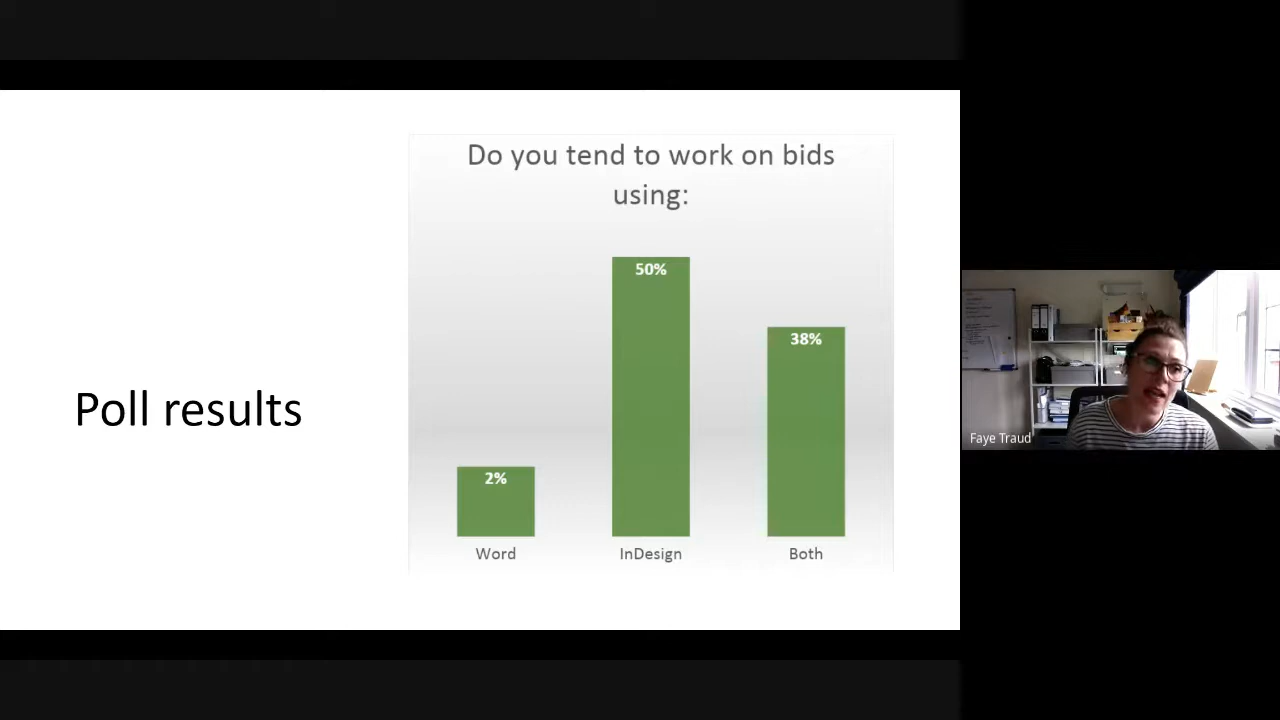 Do you tend to work on bids
using:
50%
38%
2%
Word
InDesign
Both
Poll results
Faye Traud